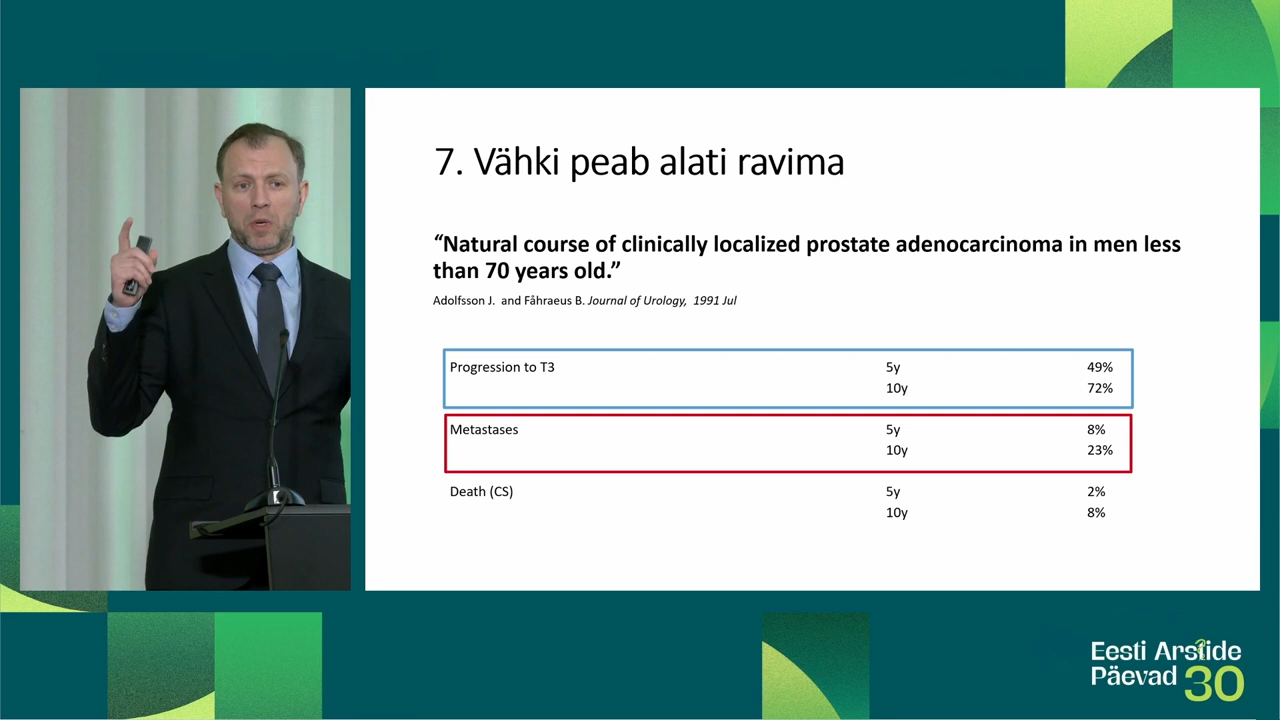 7. Vähki peab alati ravima
“Natural course of clinically localized prostate adenocarcinoma in men less
than 70 years old.”
Adolfsson J. and Fåhraeus B. Journal of Urology, 1991 Jul
Progression to T3 5y 49%
10y 72%
Metastases 5y 8%
10y 23%
Death (CS) 5y 2%
10y 8%
Eesti Arstide
Päevad 30